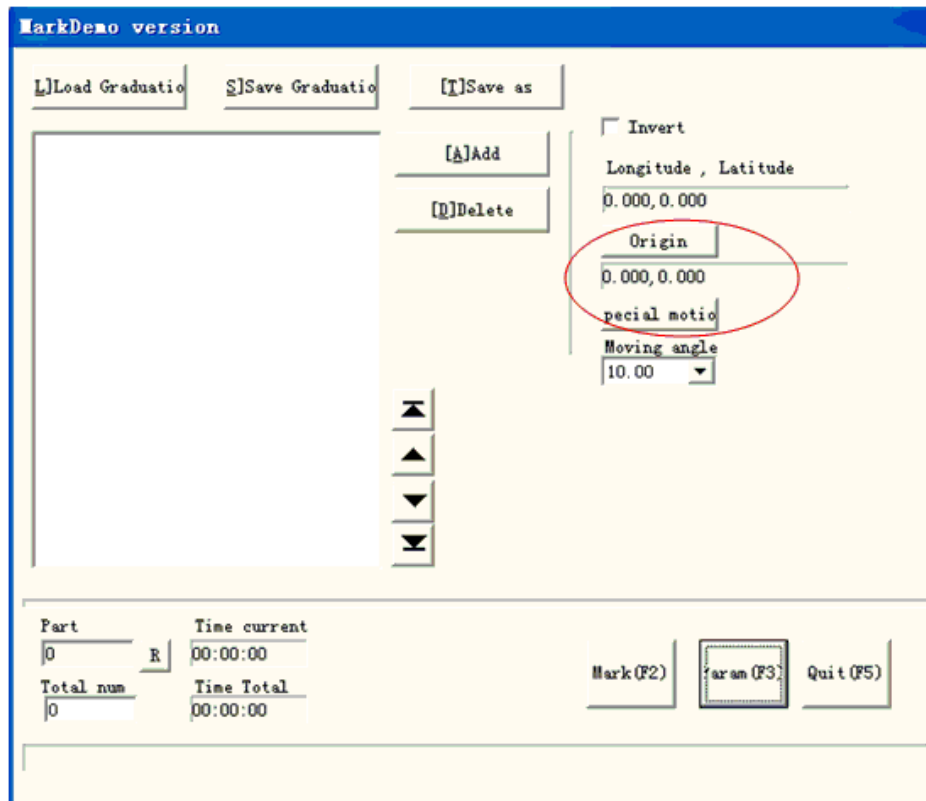 MarkDemo version
L]Load Graduatio S]Save Graduatio [T]Save as
Invert
[A]Add
Longitude , Latitude
0.000,0.000
[D]Delete
Origin
0.000,0.000
pecial motio
Moving angle
10.00
Part Time current
0 R 00:00:00
Total num Time Total
0 00:00:00
Mark(F2) aram(F3) Quit(F5)